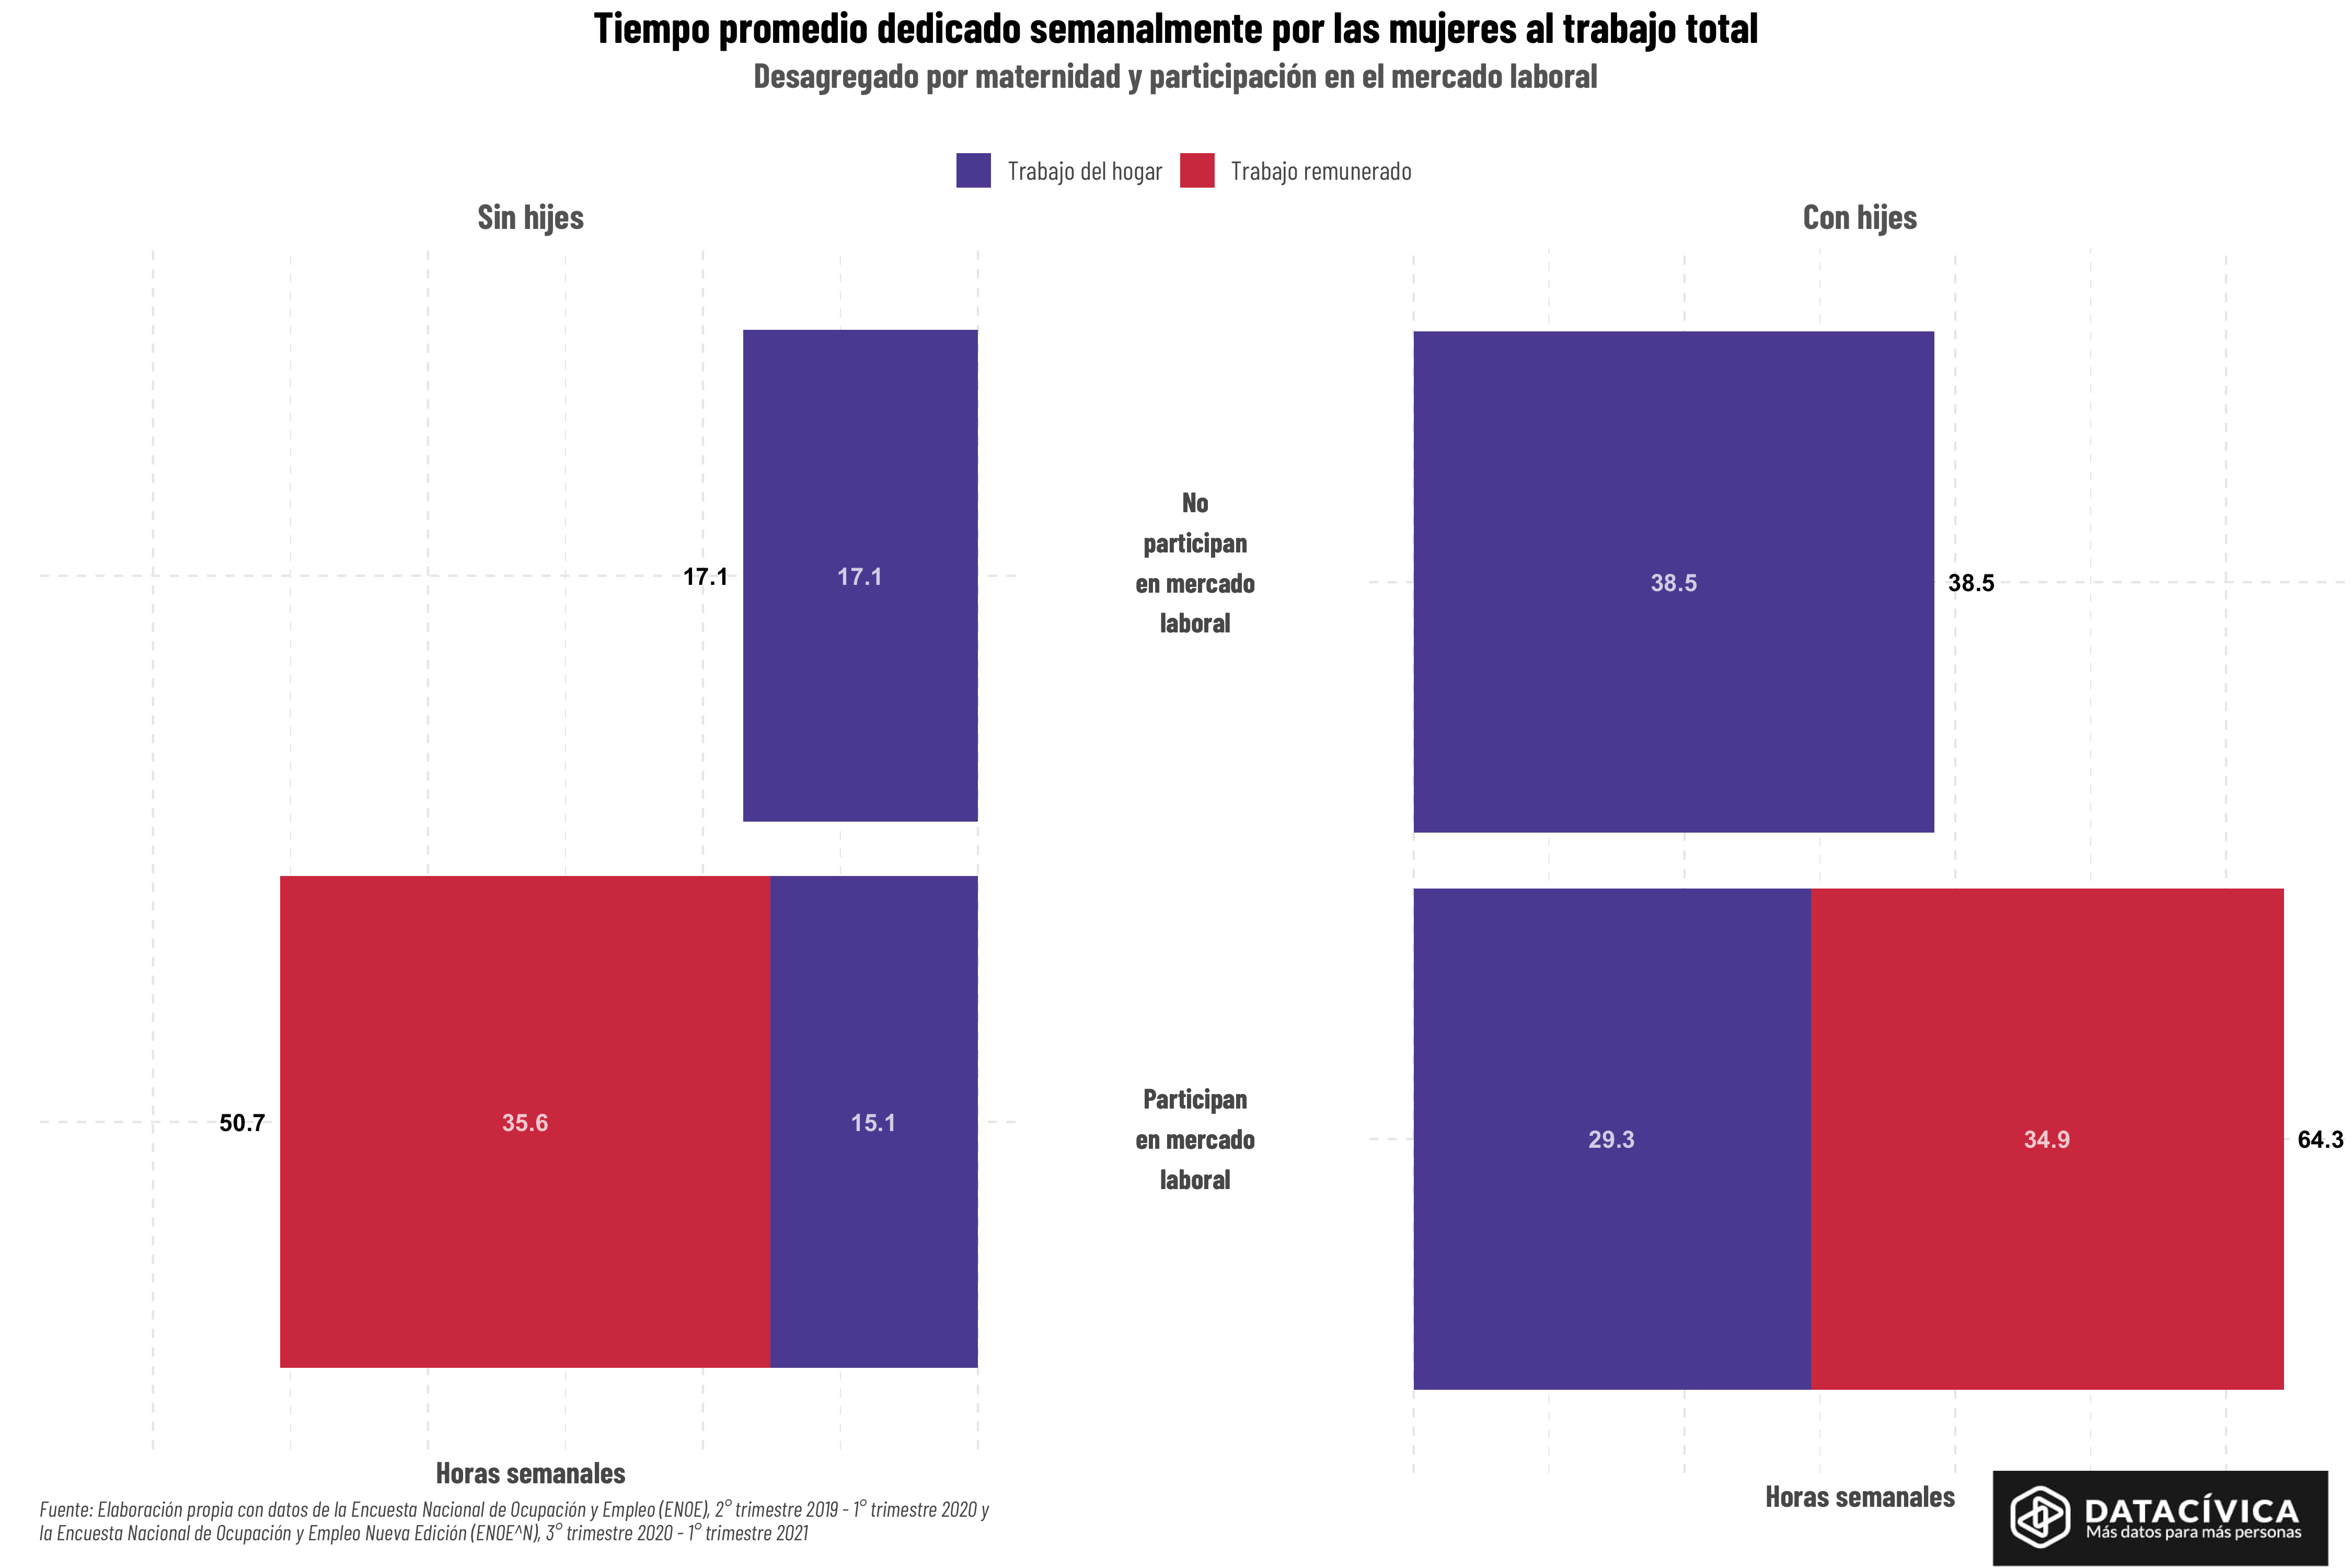 Tiempo promedio dedicado semanalmente por las mujeres al trabajo total
Desagregado por maternidad y participación en el mercado laboral
Trabajo del hogar
Trabajo remunerado
Sin hijes
Con hijes
17.1
17.1
No
participan
en mercado
laboral
38.5
38.5
50.7
35.6
15.1
Participan
en mercado
laboral
29.3
34.9
64.3
Horas semanales
Horas semanales
Fuente: Elaboración propia con datos de la Encuesta Nacional de Ocupación y Empleo (ENOE), 2° trimestre 2019 - 1° trimestre 2020 y
la Encuesta Nacional de Ocupación y Empleo Nueva Edición (ENOE^N), 3° trimestre 2020 - 1° trimestre 2021
DATACÍVICA
Más datos para más personas